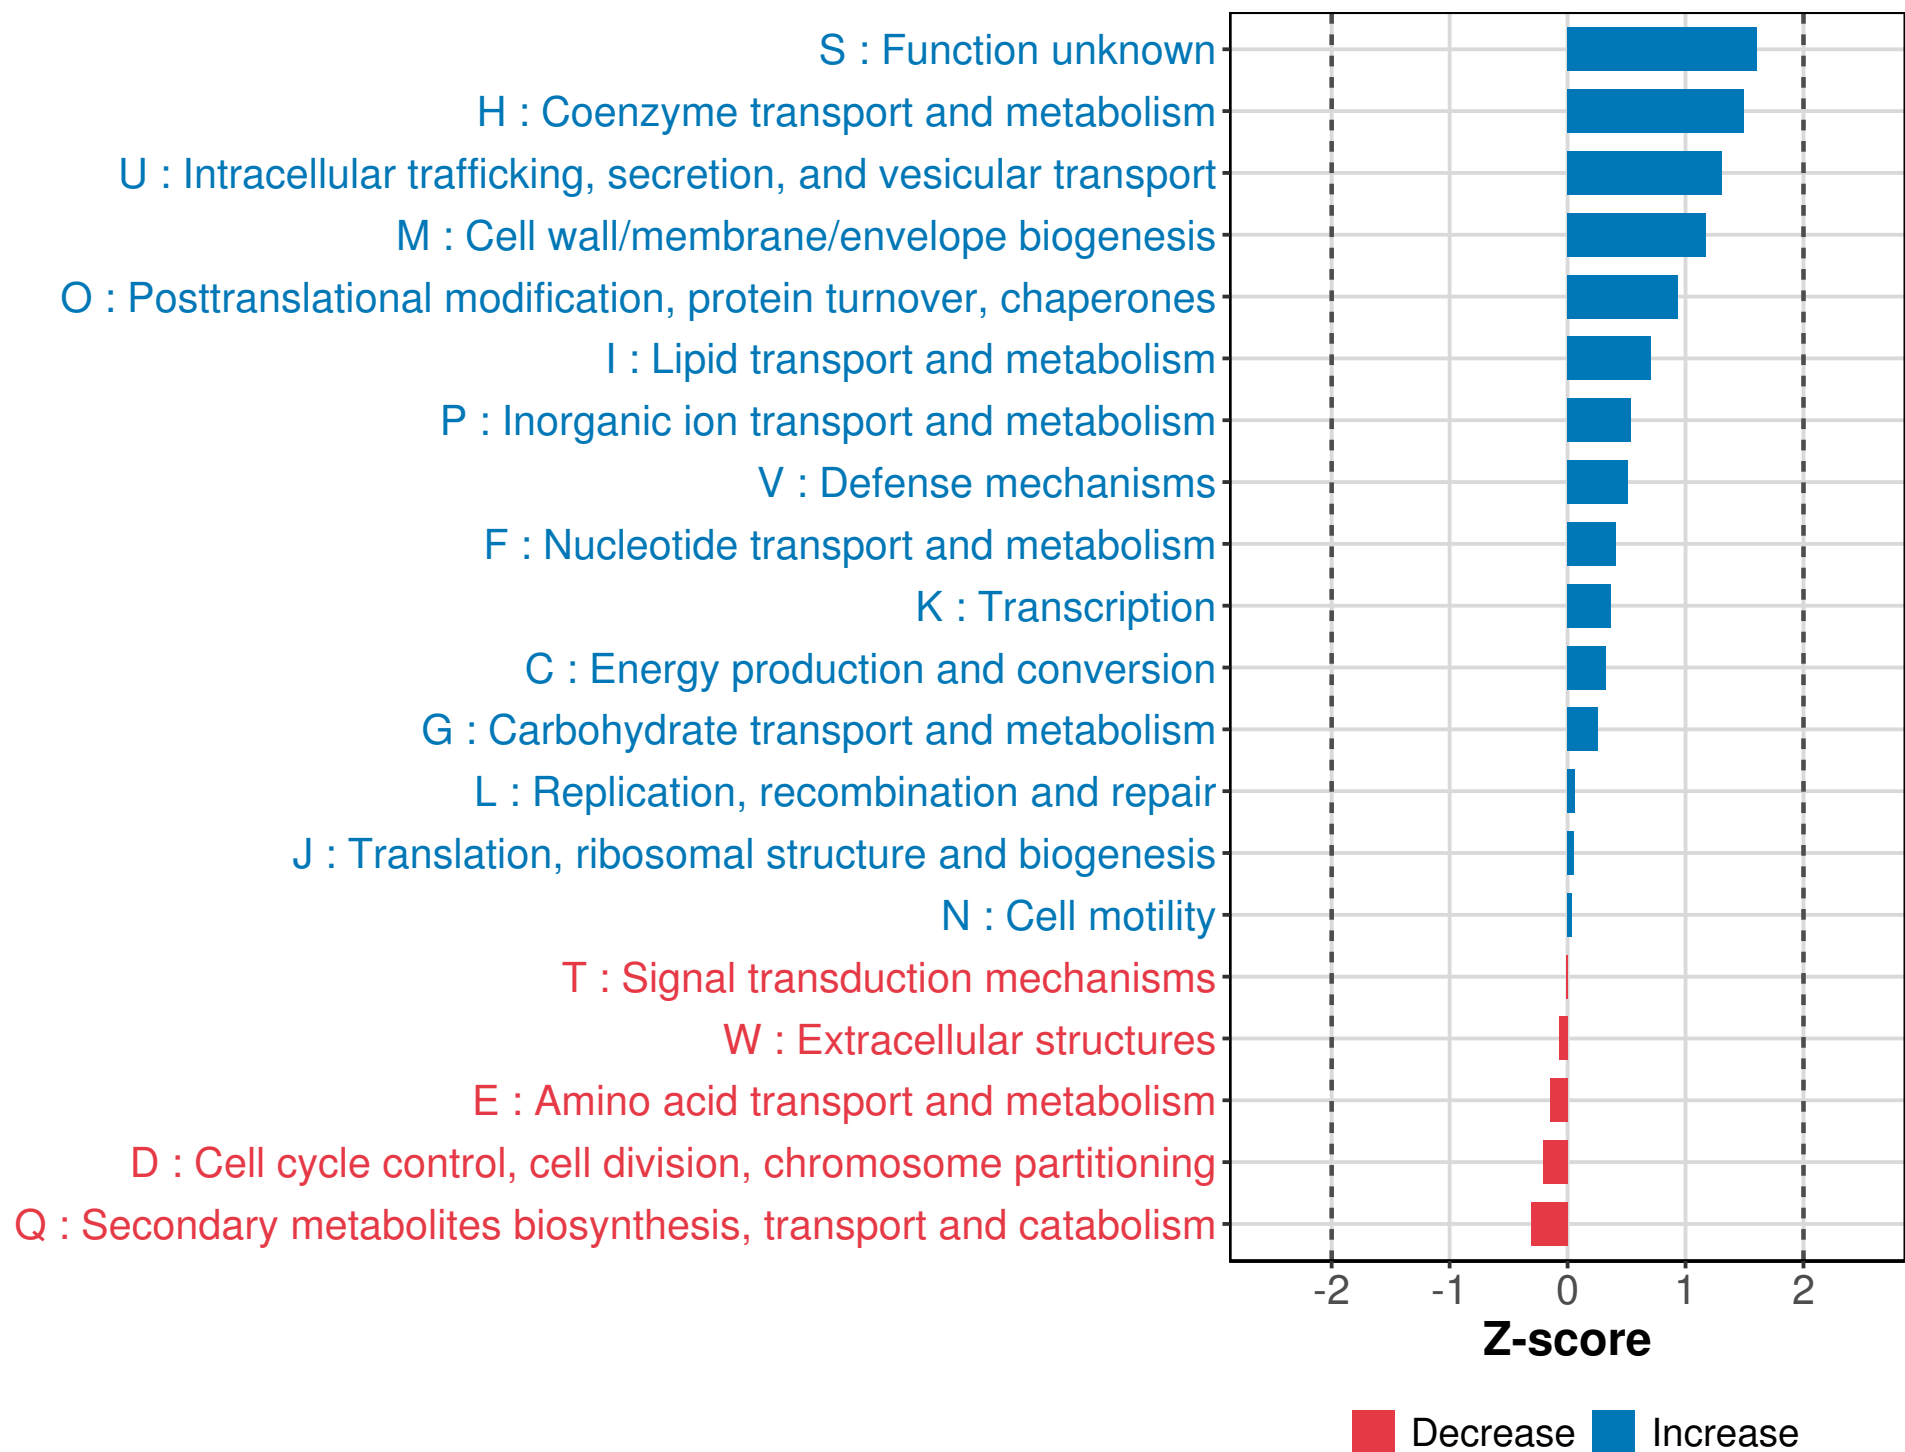 S : Function unknown
H : Coenzyme transport and metabolism
U : Intracellular trafficking, secretion, and vesicular transport
M : Cell wall/membrane/envelope biogenesis
O : Posttranslational modification, protein turnover, chaperones
I : Lipid transport and metabolism
P : Inorganic ion transport and metabolism
V : Defense mechanisms
F : Nucleotide transport and metabolism
K : Transcription
C : Energy production and conversion
G : Carbohydrate transport and metabolism
L : Replication, recombination and repair
J : Translation, ribosomal structure and biogenesis
N : Cell motility
T : Signal transduction mechanisms
W : Extracellular structures
E : Amino acid transport and metabolism
D : Cell cycle control, cell division, chromosome partitioning
Q : Secondary metabolites biosynthesis, transport and catabolism
-2 -1 0 1 2
Z-score
Decrease Increase